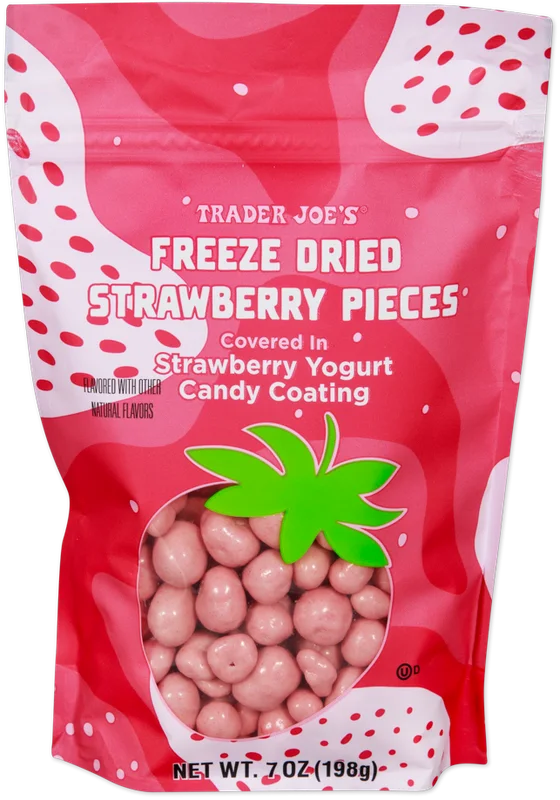 TRADER JOE'S®
FREEZE DRIED
STRAWBERRY PIECES
Covered In
Strawberry Yogurt
Candy Coating
FLAVORED WITH OTHER
NATURAL FLAVORS
U D
NET WT. 7 OZ (198g)